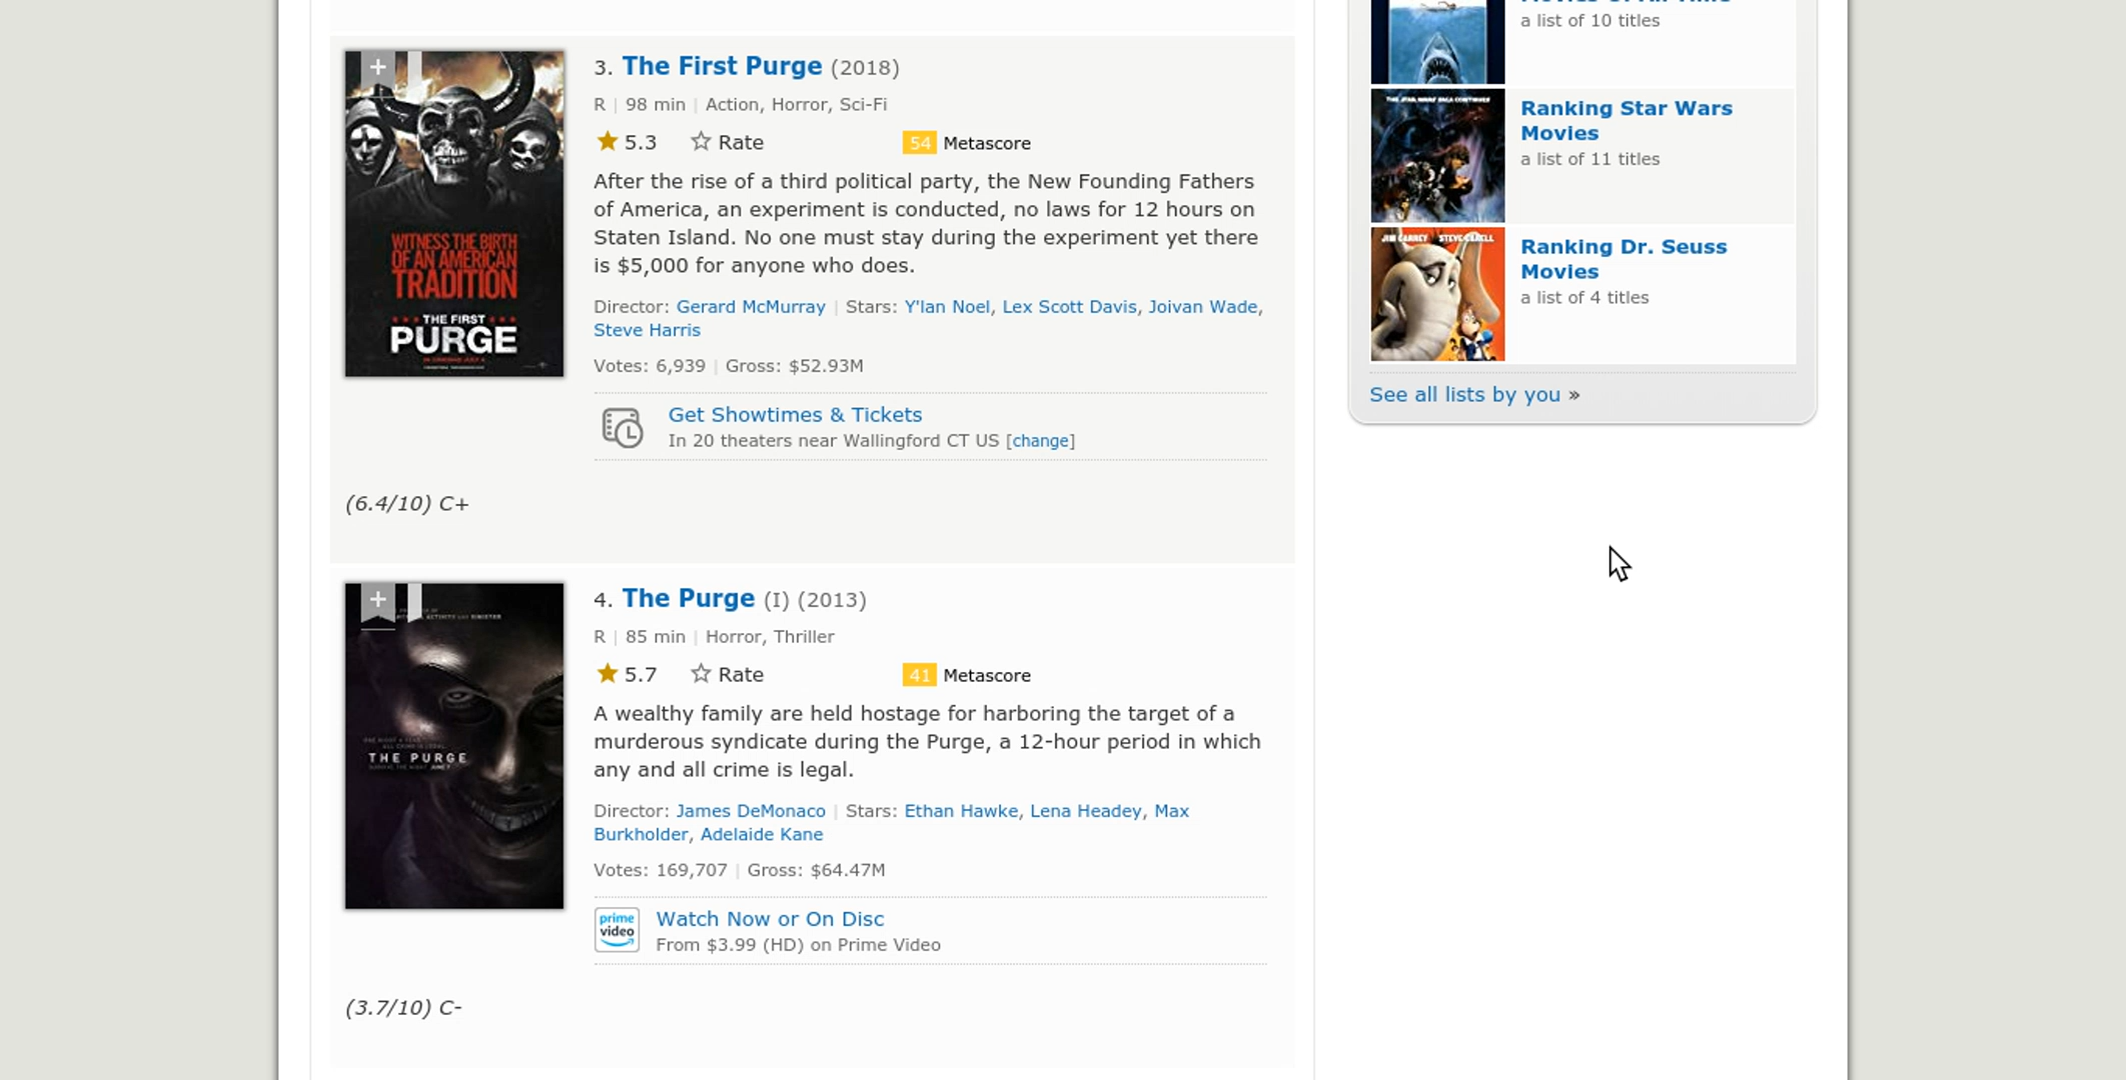 3. The First Purge (2018)
R | 98 min | Action, Horror, Sci-Fi
5.3 Rate 54 Metascore
After the rise of a third political party, the New Founding Fathers
of America, an experiment is conducted, no laws for 12 hours on
Staten Island. No one must stay during the experiment yet there
is $5,000 for anyone who does.
Director: Gerard McMurray | Stars: Y'lan Noel, Lex Scott Davis, Joivan Wade,
Steve Harris
Votes: 6,939 | Gross: $52.93M
Get Showtimes & Tickets
In 20 theaters near Wallingford CT US [change]
WITNESS THE BIRTH
OF AN AMERICAN
TRADITION
THE FIRST
PURGE
(6.4/10) C+
4. The Purge (I) (2013)
R | 85 min | Horror, Thriller
5.7 Rate 41 Metascore
A wealthy family are held hostage for harboring the target of a
murderous syndicate during the Purge, a 12-hour period in which
any and all crime is legal.
Director: James DeMonaco | Stars: Ethan Hawke, Lena Headey, Max
Burkholder, Adelaide Kane
Votes: 169,707 | Gross: $64.47M
prime
video
Watch Now or On Disc
From $3.99 (HD) on Prime Video
THE PURGE
(3.7/10) C-
a list of 10 titles
Ranking Star Wars
Movies
a list of 11 titles
JIM CARREY STEVE CARELL
Ranking Dr. Seuss
Movies
a list of 4 titles
See all lists by you »